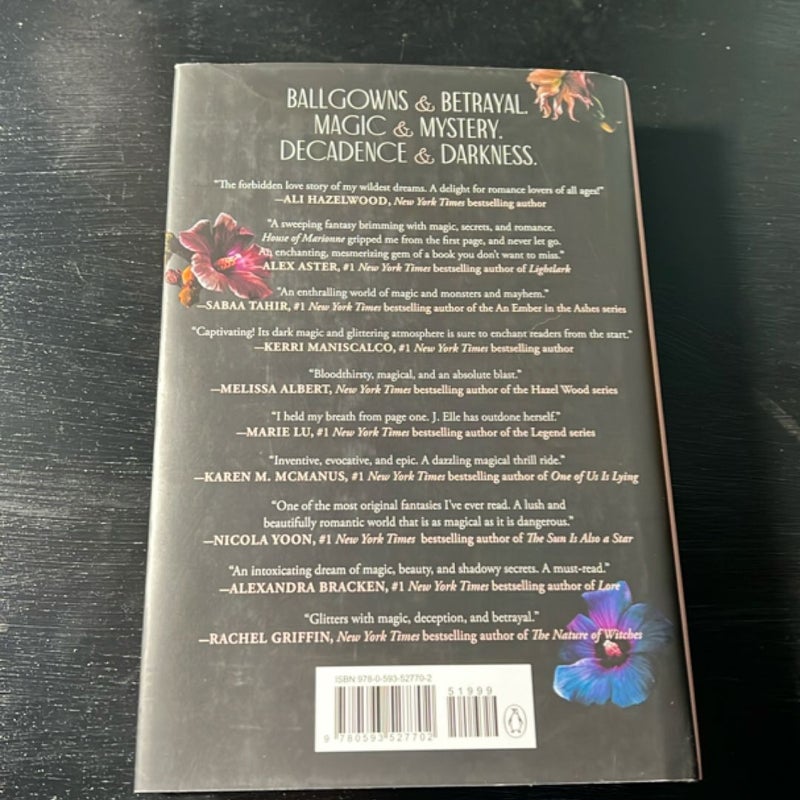 BALLGOWNS & BETRAYAL.
MAGIC & MYSTERY.
DECADENCE & DARKNESS.
“The forbidden love story of my wildest dreams. A delight for romance lovers of all ages!”
—ALI HAZELWOOD, New York Times bestselling author
“A sweeping fantasy brimming with magic, secrets, and romance.
House of Marionne gripped me from the first page, and never let go.
An enchanting, mesmerizing gem of a book you don’t want to miss.”
—ALEX ASTER, #1 New York Times bestselling author of Lightlark
“An enthralling world of magic and monsters and mayhem.”
—SABAA TAHIR, #1 New York Times bestselling author of the An Ember in the Ashes series
“Captivating! Its dark magic and glittering atmosphere is sure to enchant readers from the start.”
—KERRI MANISCALCO, #1 New York Times bestselling author
“Bloodthirsty, magical, and an absolute blast.”
—MELISSA ALBERT, New York Times bestselling author of the Hazel Wood series
“I held my breath from page one. J. Elle has outdone herself.”
—MARIE LU, #1 New York Times bestselling author of the Legend series
“Inventive, evocative, and epic. A dazzling magical thrill ride.”
—KAREN M. MCMANUS, #1 New York Times bestselling author of One of Us Is Lying
“One of the most original fantasies I’ve ever read. A lush and
beautifully romantic world that is as magical as it is dangerous.”
—NICOLA YOON, #1 New York Times bestselling author of The Sun Is Also a Star
“An intoxicating dream of magic, beauty, and shadowy secrets. A must-read.”
—ALEXANDRA BRACKEN, #1 New York Times bestselling author of Lore
“Glitters with magic, deception, and betrayal.”
—RACHEL GRIFFIN, New York Times bestselling author of The Nature of Witches
ISBN 978-0-593-52770-2
51999
9 780593 527702